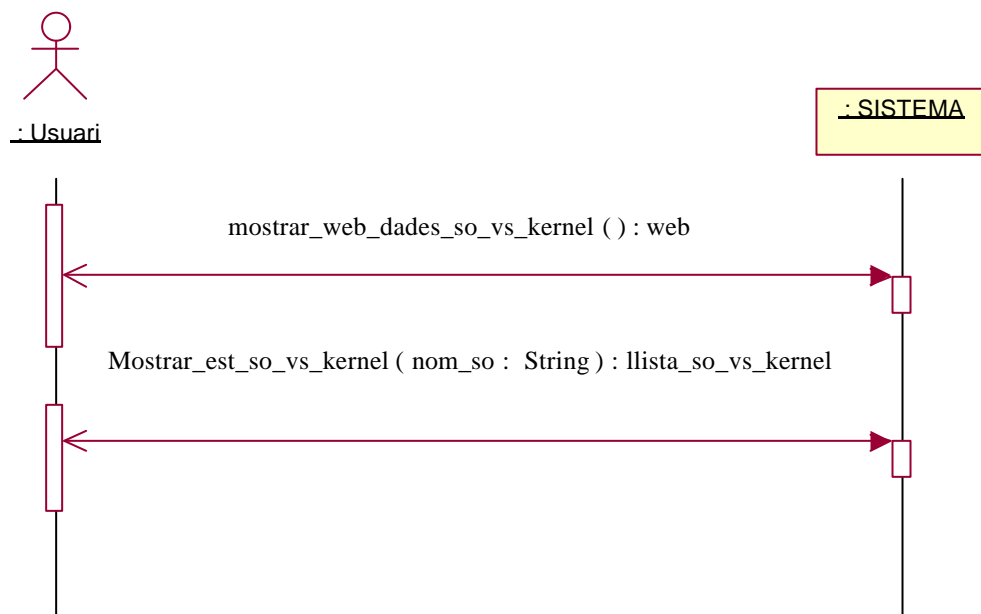 : SISTEMA
: Usuari
mostrar_web_dades_so_vs_kernel ( ) : web
Mostrar_est_so_vs_kernel ( nom_so : String ) : llista_so_vs_kernel